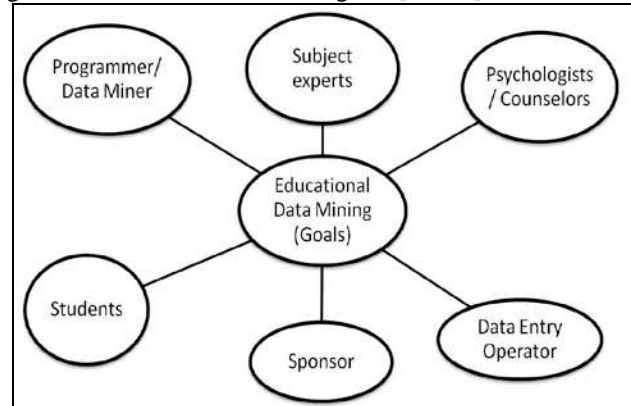 Programmer/
Data Miner
Subject
experts
Psychologists
/ Counselors
Educational
Data Mining
(Goals)
Students
Sponsor
Data Entry
Operator